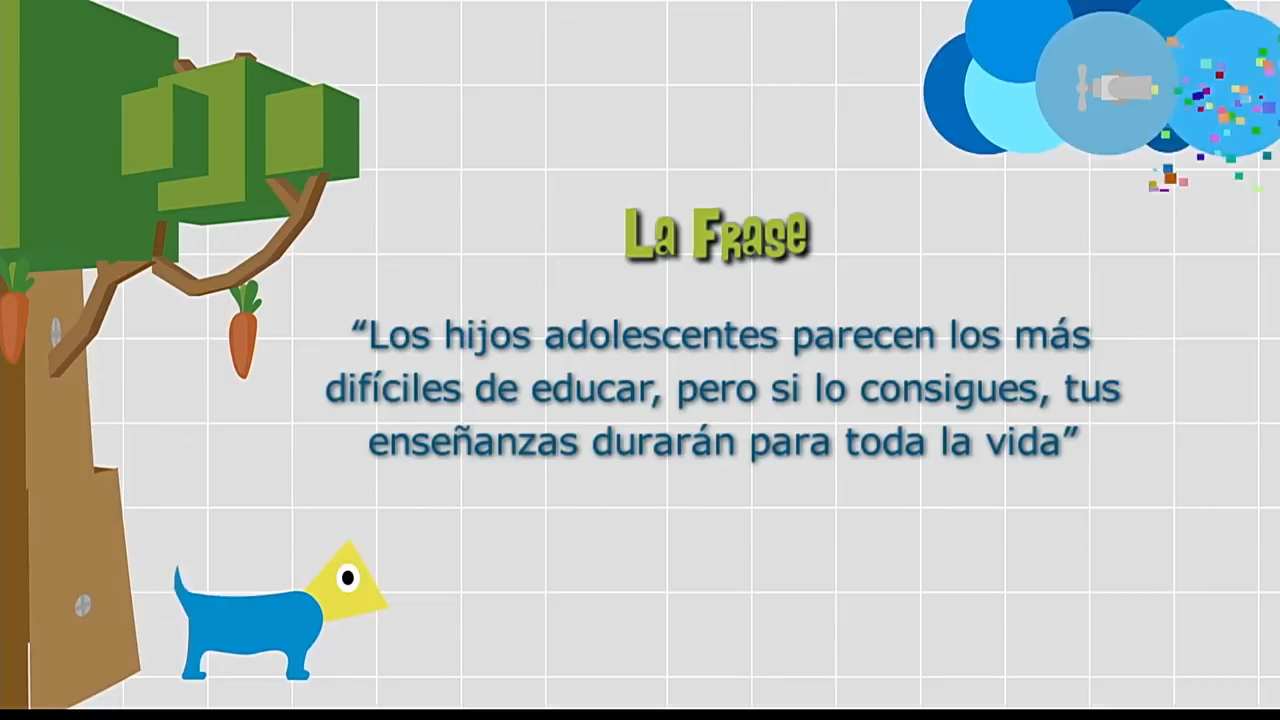 La Frase
“Los hijos adolescentes parecen los más
difíciles de educar, pero si lo consigues, tus
enseñanzas durarán para toda la vida”